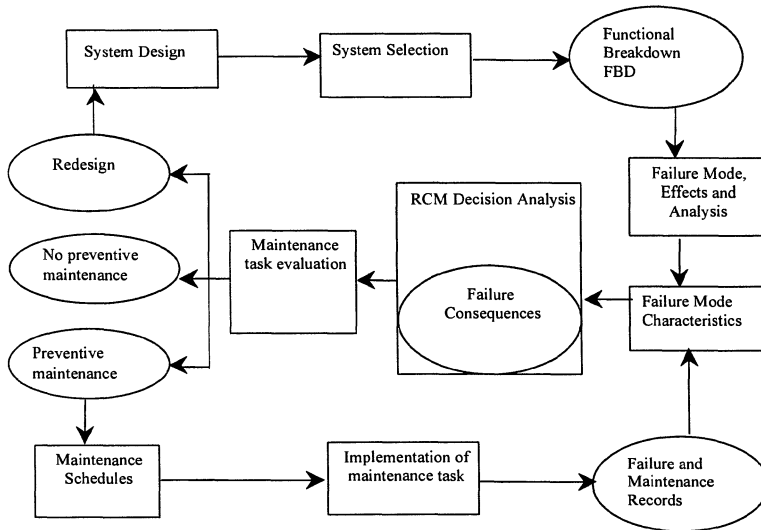 System Design
System Selection
Functional
Breakdown
FBD
Redesign
Failure Mode,
Effects and
Analysis
RCM Decision Analysis
No preventive
maintenance
Maintenance
task evaluation
Failure
Consequences
Failure Mode
Characteristics
Preventive
maintenance
Maintenance
Schedules
Implementation of
maintenance task
Failure and
Maintenance
Records